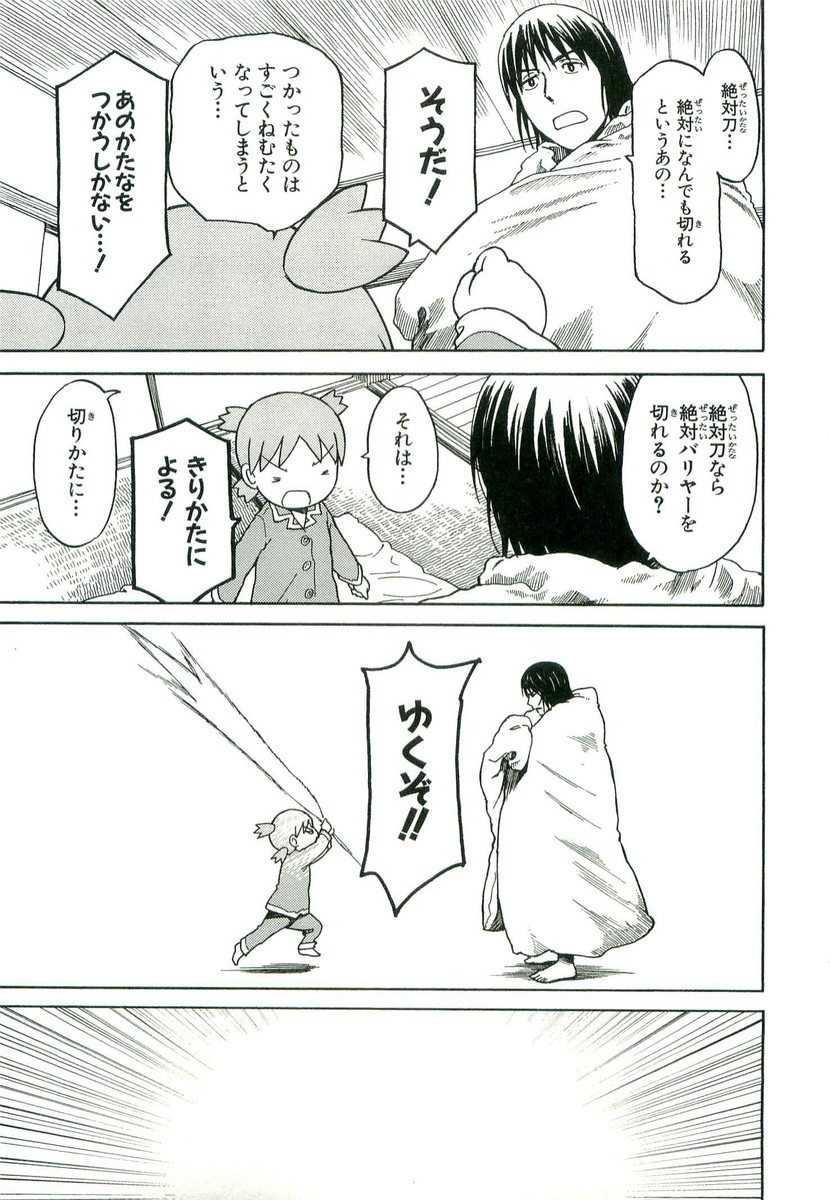 絶対刀…
絶対になんでも切れる
というあの…
そうだ！
つかったものは
すごくねむたく
なってしまうと
いう…
あのかたなを
つかうしかない…！
絶対刀なら
絶対バリヤーを
切れるのか？
それは…
きりかたに
よる！
切りかたに…
ゆくぞ!!